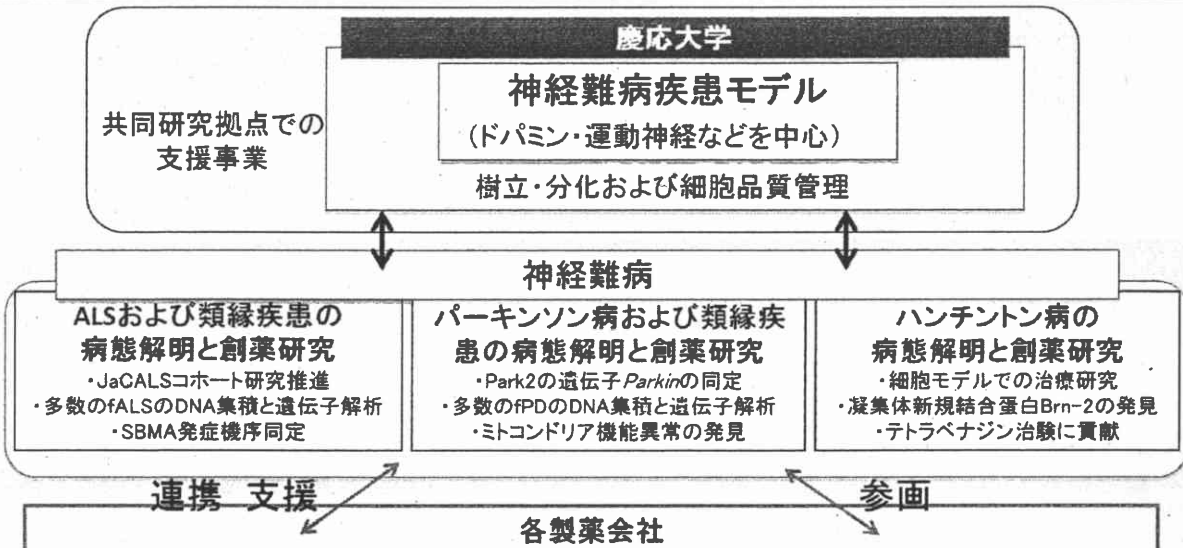 慶応大学
神経難病疾患モデル
(ドパミン・運動神経などを中心)
共同研究拠点での
支援事業
樹立・分化および細胞品質管理
神経難病
ALSおよび類縁疾患の
病態解明と創薬研究
・JaCALSコホート研究推進
・多数のfALSのDNA集積と遺伝子解析
・SBMA発症機序同定
パーキンソン病および類縁疾
患の病態解明と創薬研究
・Park2の遺伝子Parkinの同定
・多数のfPDのDNA集積と遺伝子解析
・ミトコンドリア機能異常の発見
ハンチントン病の
病態解明と創薬研究
・細胞モデルでの治療研究
・凝集体新規結合蛋白Brn-2の発見
・テトラベナジン治験に貢献
連携 支援
参画
各製薬会社